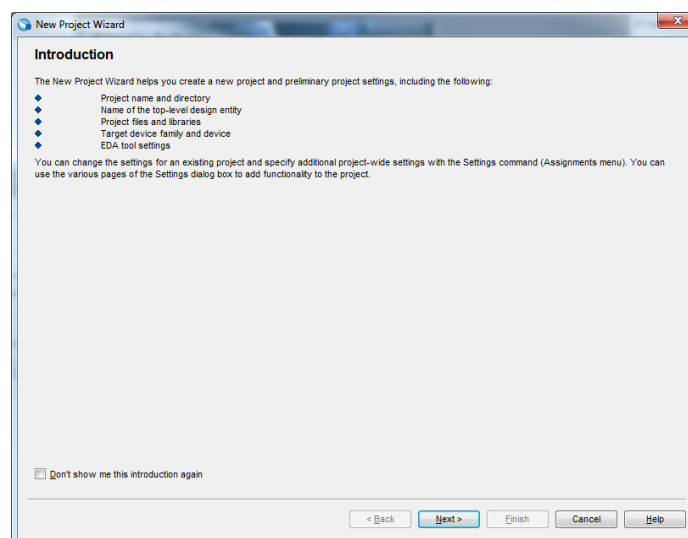 New Project Wizard
Introduction
The New Project Wizard helps you create a new project and preliminary project settings, including the following:
Project name and directory
Name of the top-level design entity
Project files and libraries
Target device family and device
EDA tool settings
You can change the settings for an existing project and specify additional project-wide settings with the Settings command (Assignments menu). You can
use the various pages of the Settings dialog box to add functionality to the project.
Don't show me this introduction again
< Back Next > Finish Cancel Help